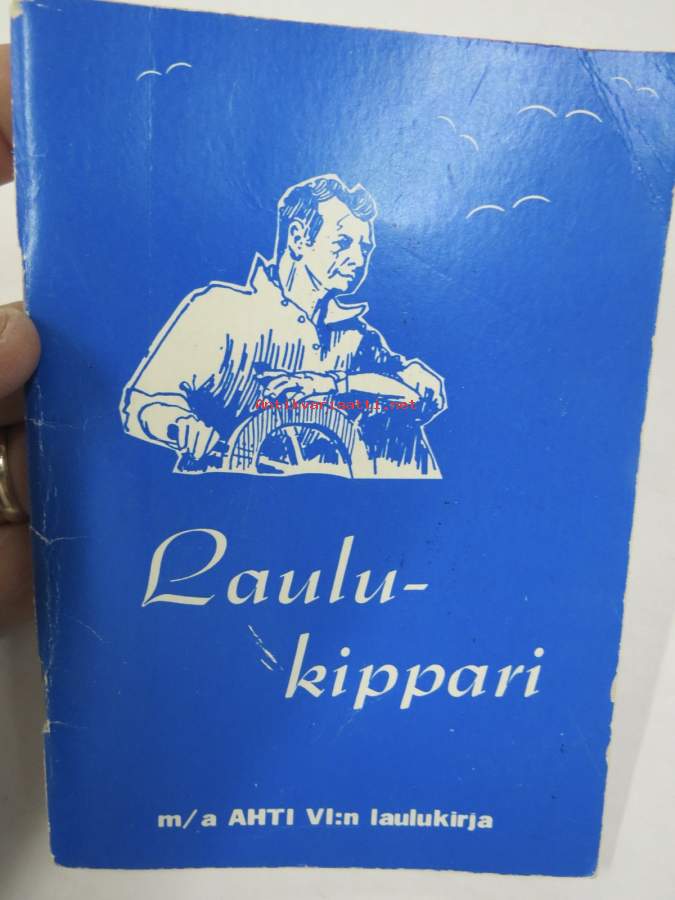 Antikvariaatti.net
Laulu-
kippari
m/a AHTI VI:n laulukirja